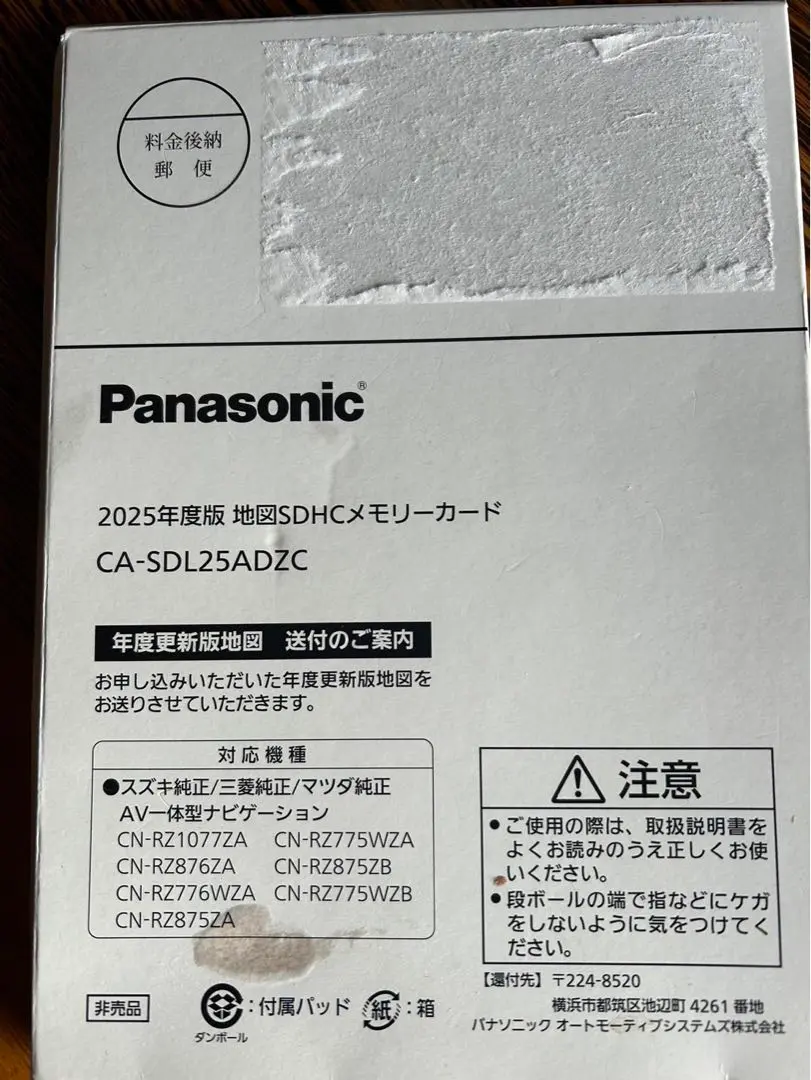 料金後納
郵便
Panasonic®
2025年度版 地図SDHCメモリーカード
CA-SDL25ADZC
年度更新版地図 送付のご案内
お申し込みいただいた年度更新版地図を
お送りさせていただきます。
対応機種
●スズキ純正/三菱純正/マツダ純正
AV一体型ナビゲーション
CN-RZ1077ZA CN-RZ775WZA
CN-RZ876ZA CN-RZ875ZB
CN-RZ776WZA CN-RZ775WZB
CN-RZ875ZA
注意
●ご使用の際は、取扱説明書を
よくお読みのうえ正しくお使
いください。
●段ボールの端で指などにケガ
をしないように気をつけてく
ださい。
非売品
:付属パッド 紙:箱
ダンボール
【還付先】〒224-8520
横浜市都筑区池辺町 4261 番地
パナソニック オートモーティブシステムズ株式会社